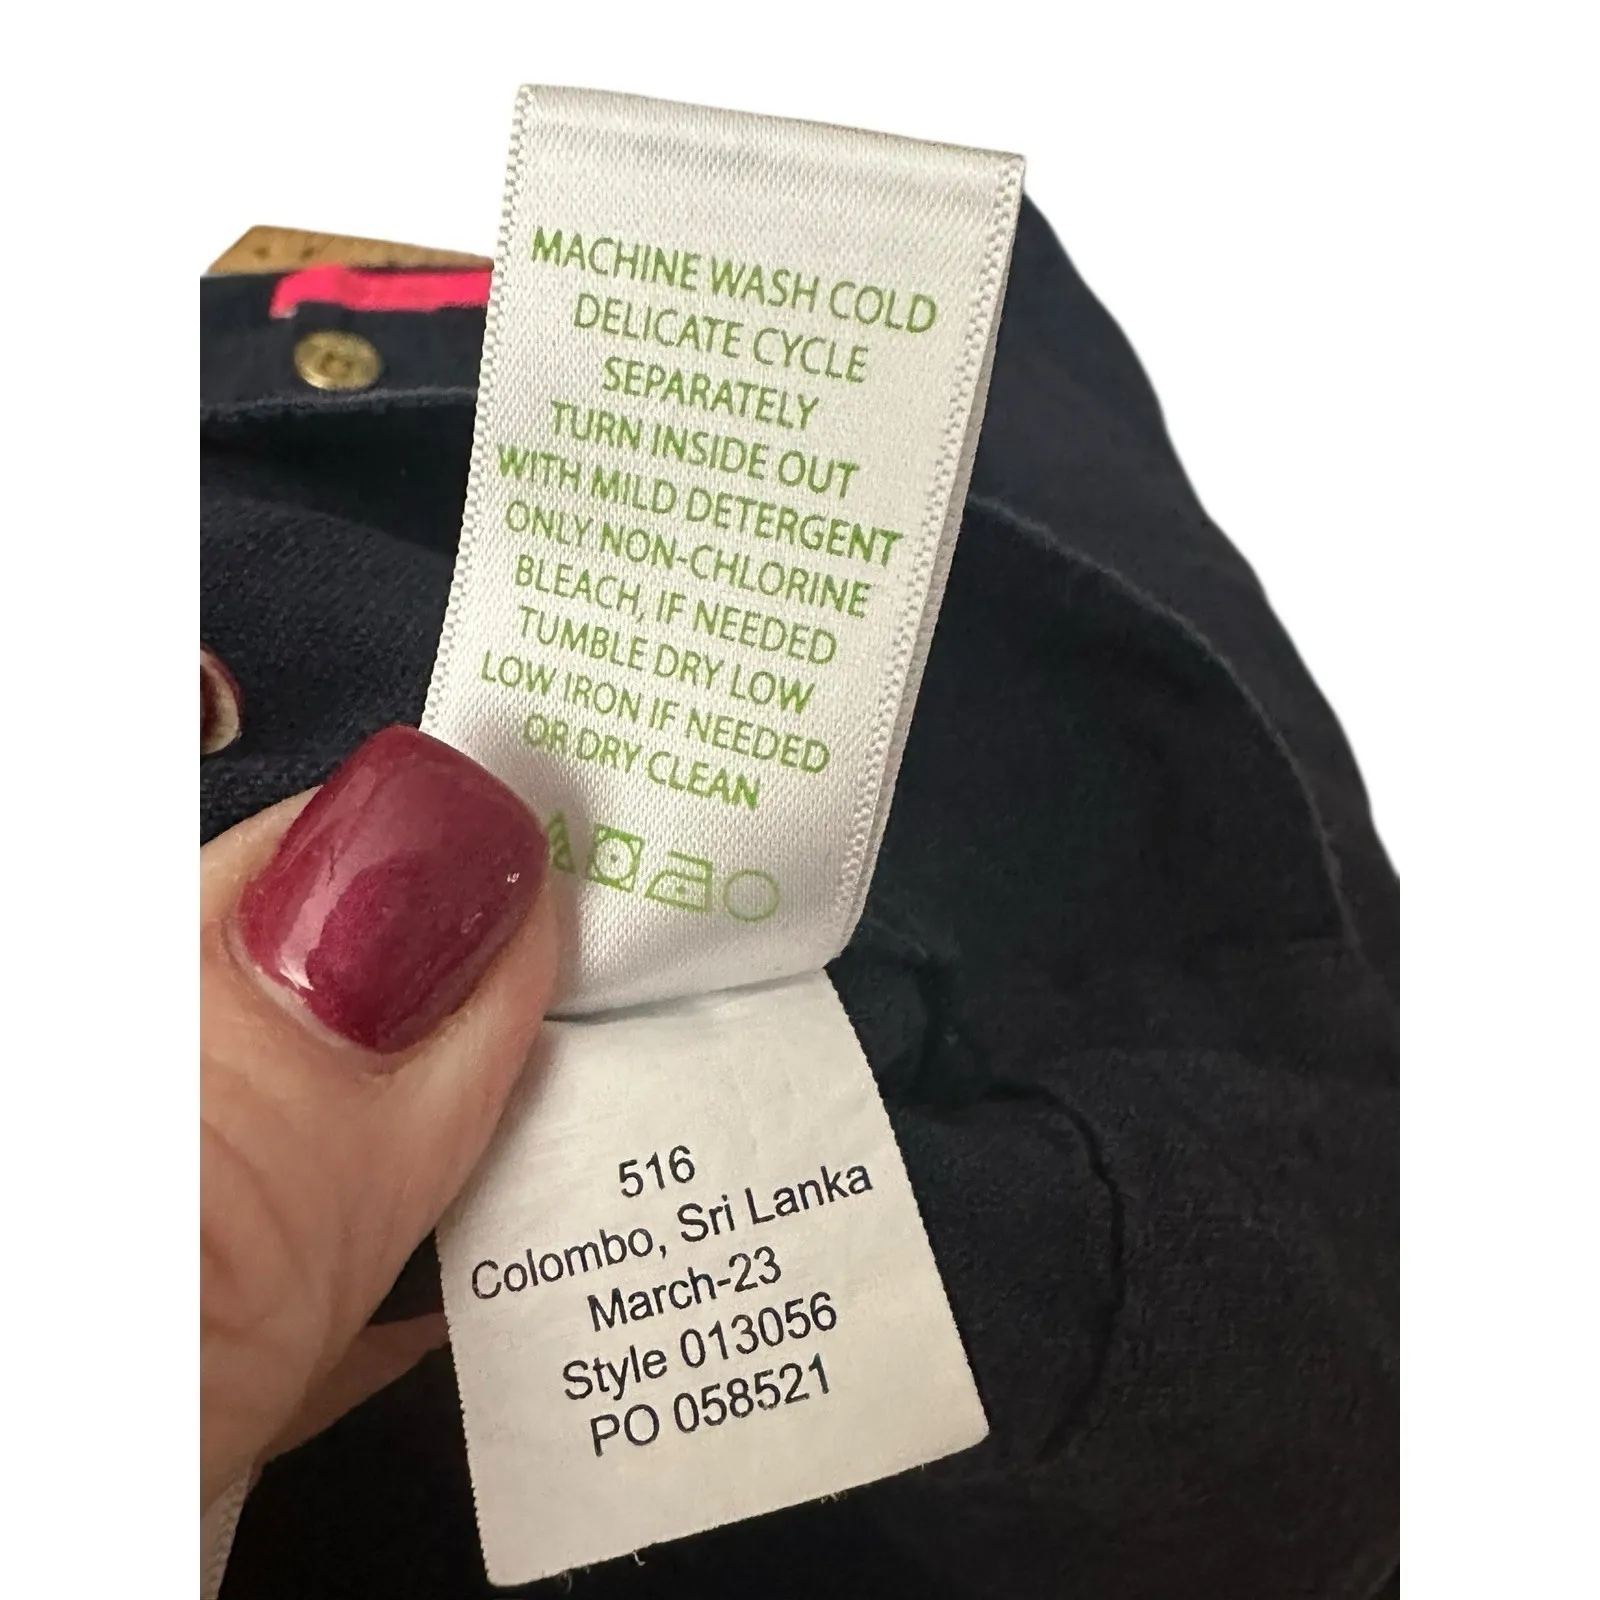 MACHINE WASH COLD
DELICATE CYCLE
SEPARATELY
TURN INSIDE OUT
WITH MILD DETERGENT
ONLY NON-CHLORINE
BLEACH, IF NEEDED
TUMBLE DRY LOW
LOW IRON IF NEEDED
OR DRY CLEAN
516
Colombo, Sri Lanka
March-23
Style 013056
PO 058521